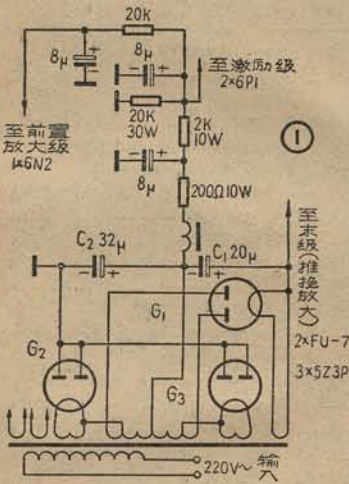 20K
8μ
+
-
8μ
+
-
至激励级
2×6P1
20K
30W
至前置
放大级
1×6N2
2K
10W
①
-
+
8μ
200Ω10W
C₂ 32μ
-
+
C₁ 20μ
-
+
至末级(推挽放大)
G₁
G₂
G₃
2×FU-7
3×5Z3P
220V～
输入